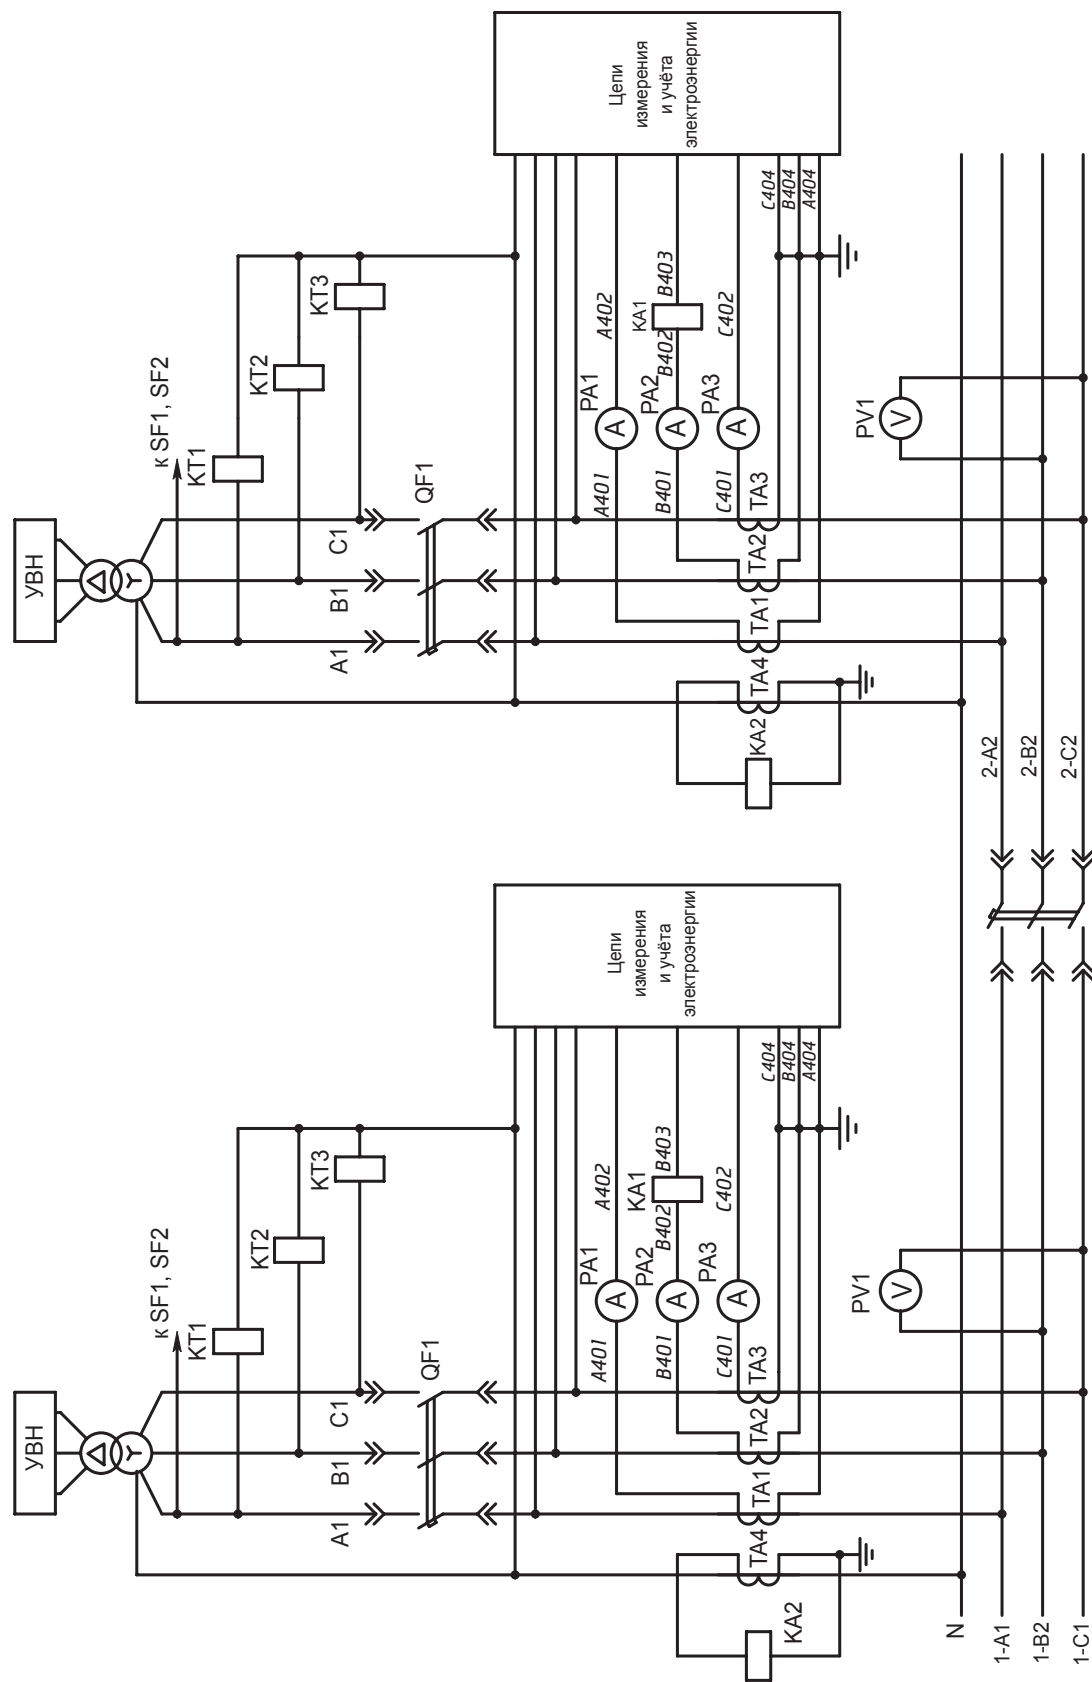 УВН
к SF1, SF2
KT1
KT2
KT3
A1
B1
C1
QF1
Цепи
измерения
и учёта
электроэнергии
A401
PA1
A
A402
B401
PA2
A
B402
KA1
B403
C401
PA3
A
C402
C404
B404
A404
KA2
TA4
TA1
TA2
TA3
PV1
V
N
1-A1
1-B2
1-C1
УВН
к SF1, SF2
KT1
KT2
KT3
A1
B1
C1
QF1
Цепи
измерения
и учёта
электроэнергии
A401
PA1
A
A402
B401
PA2
A
B402
KA1
B403
C401
PA3
A
C402
C404
B404
A404
KA2
TA4
TA1
TA2
TA3
PV1
V
2-A2
2-B2
2-C2